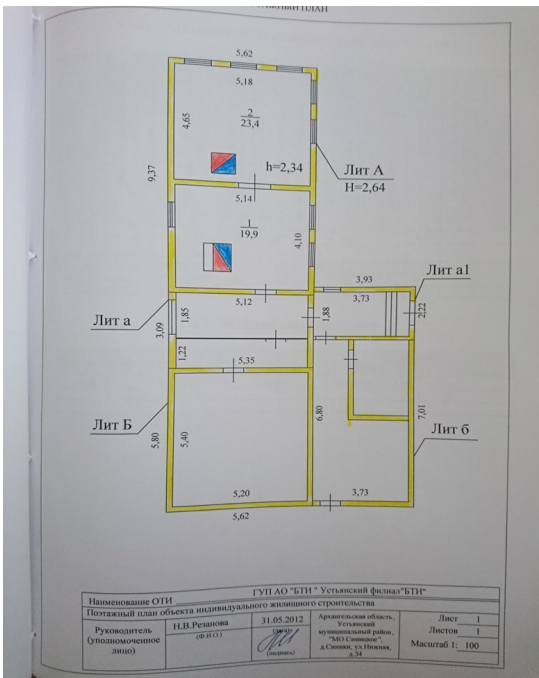 ЖНЫЙ ПЛАН
5,62
5,18
4,65
2
23,4
h=2,34
Лит А
H=2,64
9,37
5,14
1
19,9
4,10
3,93
Лит а1
3,73
5,12
1,85
1,88
2,22
Лит а
3,09
1,22
5,35
Лит Б
5,80
5,40
6,80
7,01
Лит б
5,20
3,73
5,62
ГУП АО "БТИ " Устьянский филиал"БТИ"
Наименование ОТИ
Поэтажный план объекта индивидуального жилищного строительства
Руководитель
(уполномоченное
лицо)
Н.В.Резанова
(Ф.И.О.)
31.05.2012
(дата)
(подпись)
Архангельская область,
Устьянский
муниципальный район,
"МО Синицкое",
д.Синики, ул.Нижняя,
д.34
Лист 1
Листов 1
Масштаб 1: 100